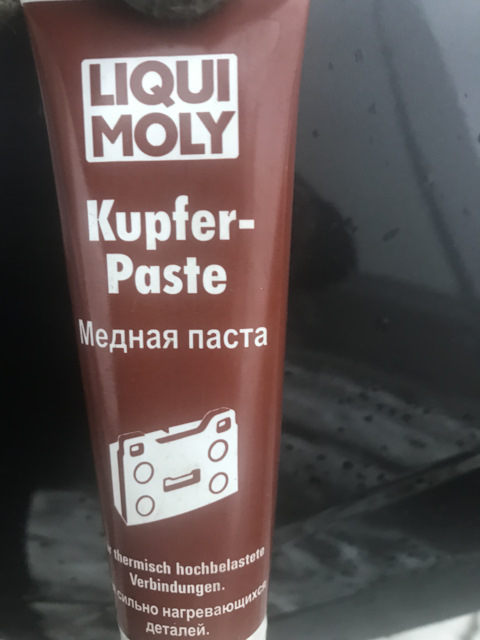 LIQUI
MOLY
Kupfer-
Paste
Медная паста
thermisch hochbelastete
Verbindungen.
сильно нагревающихся
деталей.